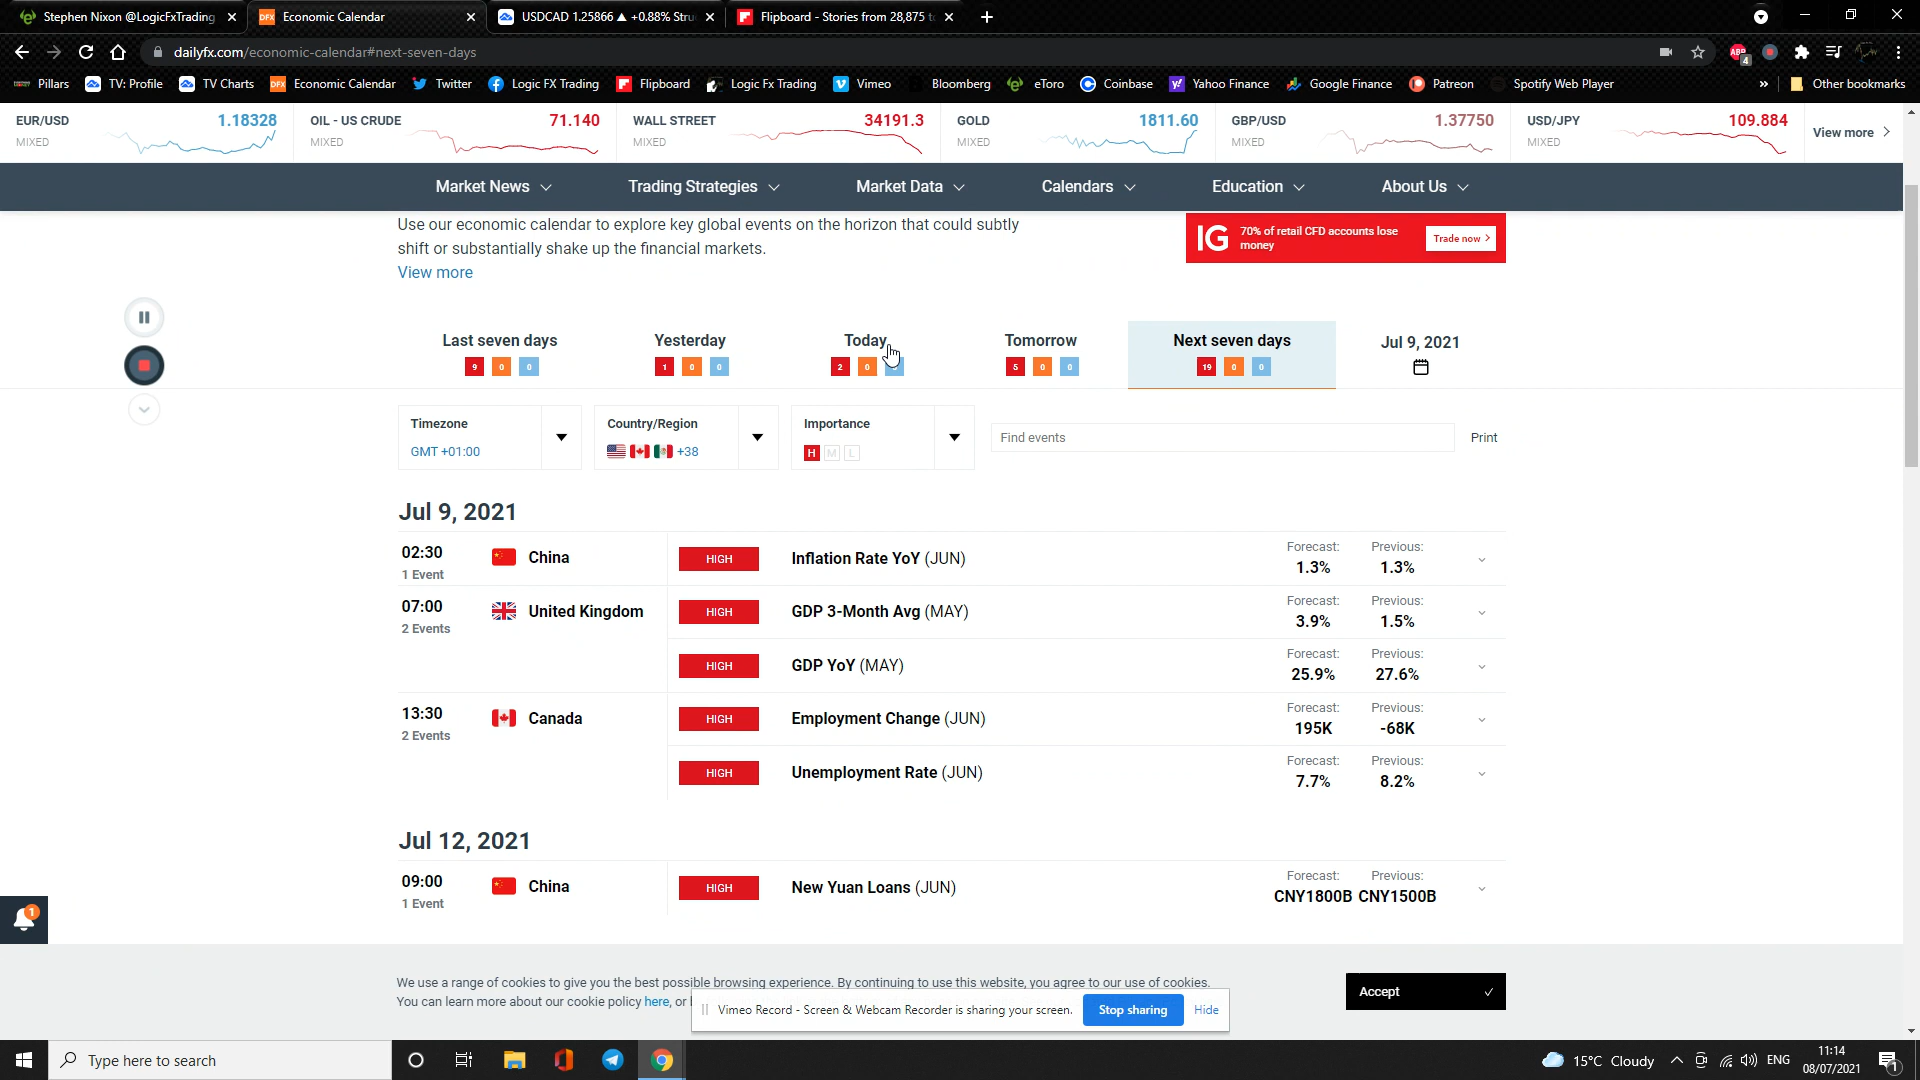 Stephen Nixon @LogicFxTrading
Economic Calendar
USDCAD 1.25866 ▲ +0.88% Stru
Flipboard - Stories from 28,875 t
dailyfx.com/economic-calendar#next-seven-days
4
Pillars
TV: Profile
TV Charts
Economic Calendar
Twitter
Logic FX Trading
Flipboard
Logic Fx Trading
Vimeo
Bloomberg
eToro
Coinbase
Yahoo Finance
Google Finance
Patreon
Spotify Web Player
»
Other bookmarks
EUR/USD 1.18328
MIXED
OIL - US CRUDE 71.140
MIXED
WALL STREET 34191.3
MIXED
GOLD 1811.60
MIXED
GBP/USD 1.37750
MIXED
USD/JPY 109.884
MIXED
View more
Market News
Trading Strategies
Market Data
Calendars
Education
About Us
Use our economic calendar to explore key global events on the horizon that could subtly
shift or substantially shake up the financial markets.
View more
IG
70% of retail CFD accounts lose
money
Trade now
Last seven days
9 0 0
Yesterday
1 0 0
Today
2 0
Tomorrow
5 0 0
Next seven days
19 0 0
Jul 9, 2021
Timezone
GMT +01:00
Country/Region
+38
Importance
H M L
Find events
Print
Jul 9, 2021
02:30 China HIGH Inflation Rate YoY (JUN) Forecast: 1.3% Previous: 1.3%
1 Event
07:00 United Kingdom HIGH GDP 3-Month Avg (MAY) Forecast: 3.9% Previous: 1.5%
2 Events
HIGH GDP YoY (MAY) Forecast: 25.9% Previous: 27.6%
13:30 Canada HIGH Employment Change (JUN) Forecast: 195K Previous: -68K
2 Events
HIGH Unemployment Rate (JUN) Forecast: 7.7% Previous: 8.2%
Jul 12, 2021
09:00 China HIGH New Yuan Loans (JUN) Forecast: CNY1800B Previous: CNY1500B
1 Event
1
We use a range of cookies to give you the best possible browsing experience. By continuing to use this website, you agree to our use of cookies.
You can learn more about our cookie policy here, or
Accept
Vimeo Record - Screen & Webcam Recorder is sharing your screen.
Stop sharing
Hide
Type here to search
15°C Cloudy
ENG
11:14
08/07/2021
1